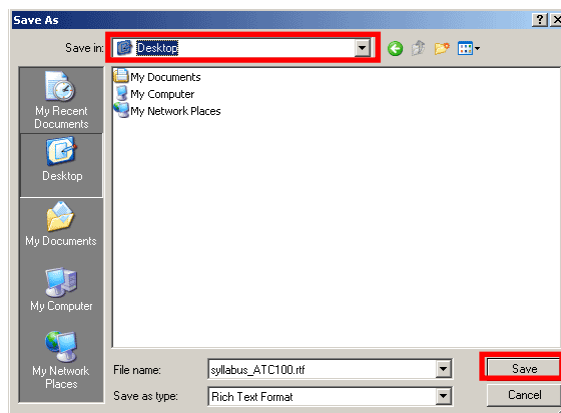 Save As
Save in: Desktop
My Documents
My Computer
My Network Places
My Recent
Documents
Desktop
My Documents
My Computer
My Network
Places
File name: syllabus_ATC100.rtf Save
Save as type: Rich Text Format Cancel